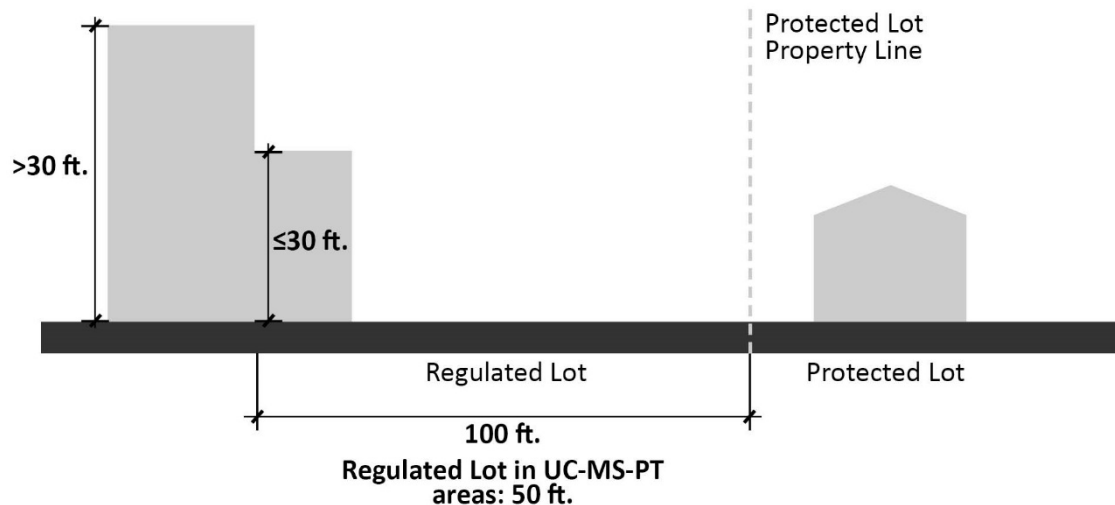 Protected Lot
Property Line
>30 ft.
≤30 ft.
Regulated Lot
Protected Lot
100 ft.
Regulated Lot in UC-MS-PT
areas: 50 ft.